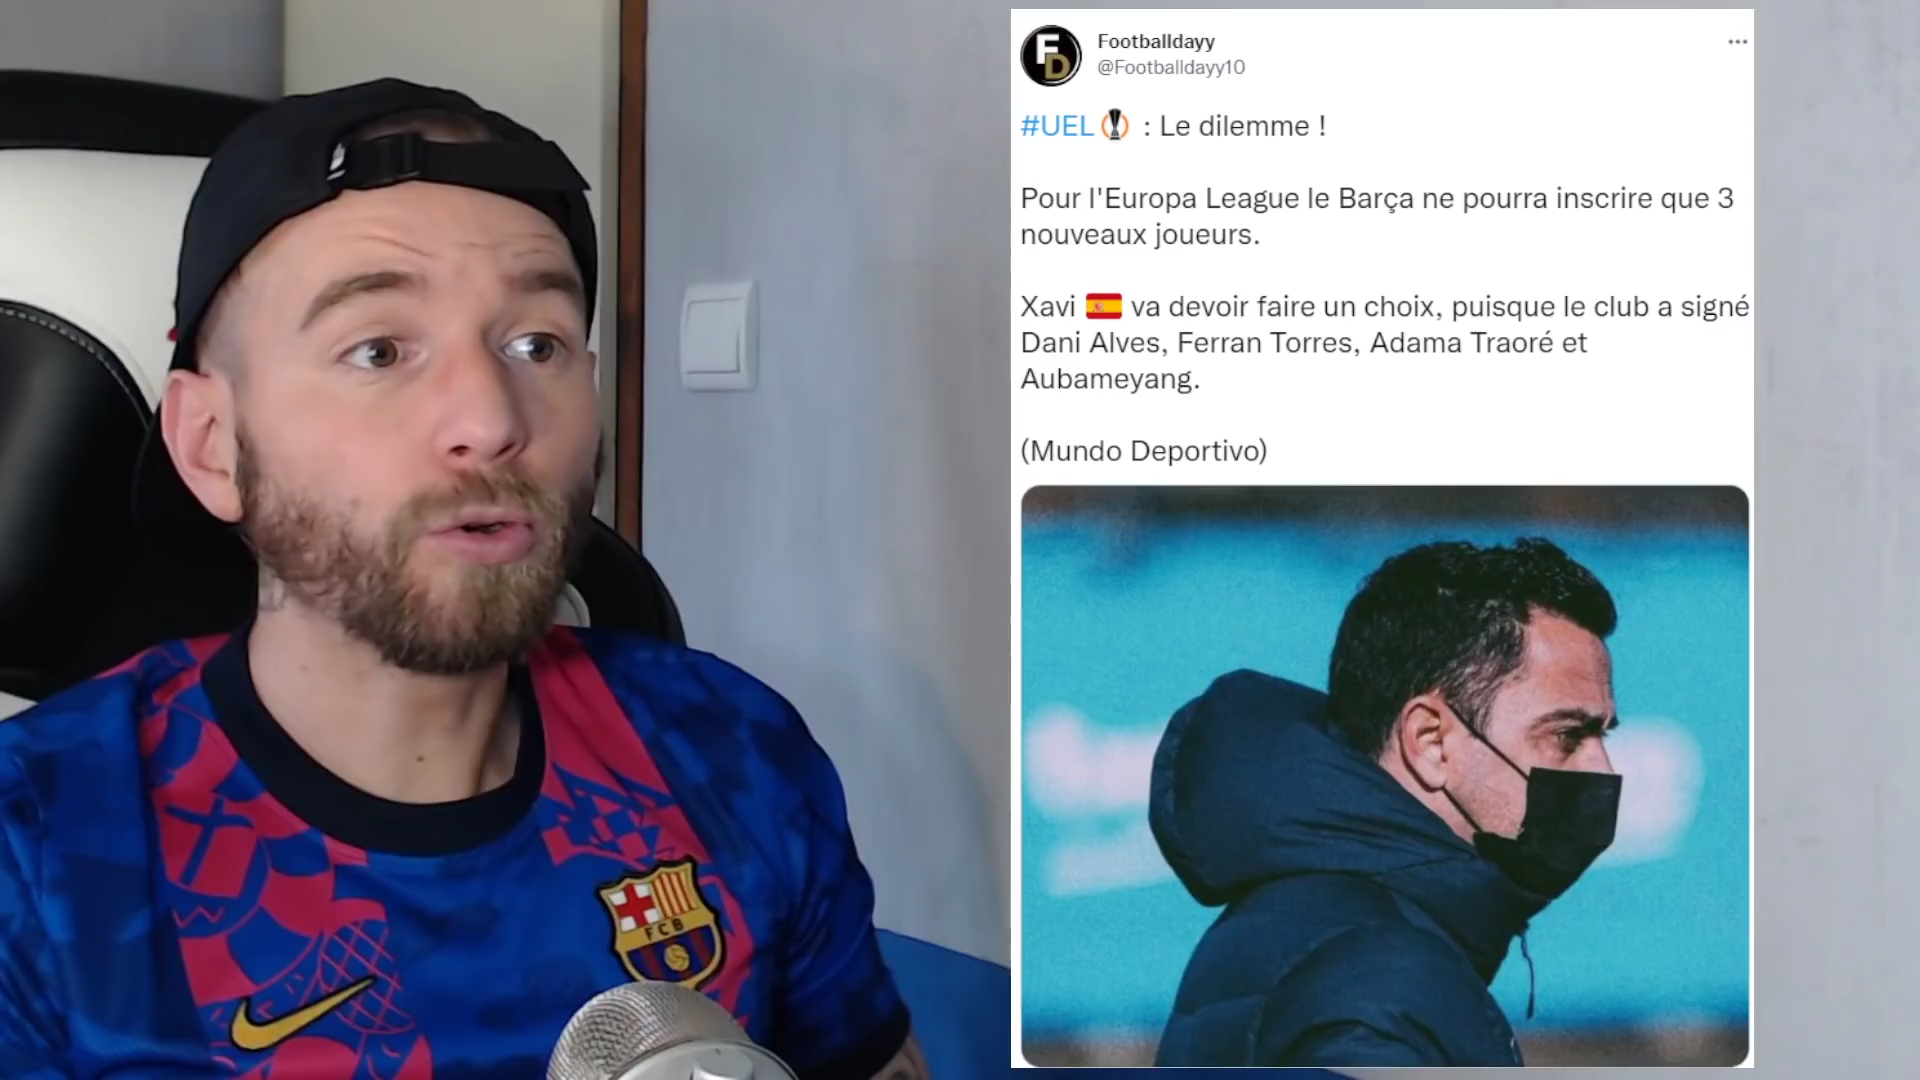 Footballdayy
@Footballdayy10
#UEL : Le dilemme !
Pour l'Europa League le Barça ne pourra inscrire que 3
nouveaux joueurs.
Xavi va devoir faire un choix, puisque le club a signé
Dani Alves, Ferran Torres, Adama Traoré et
Aubameyang.
(Mundo Deportivo)
FD
FCB